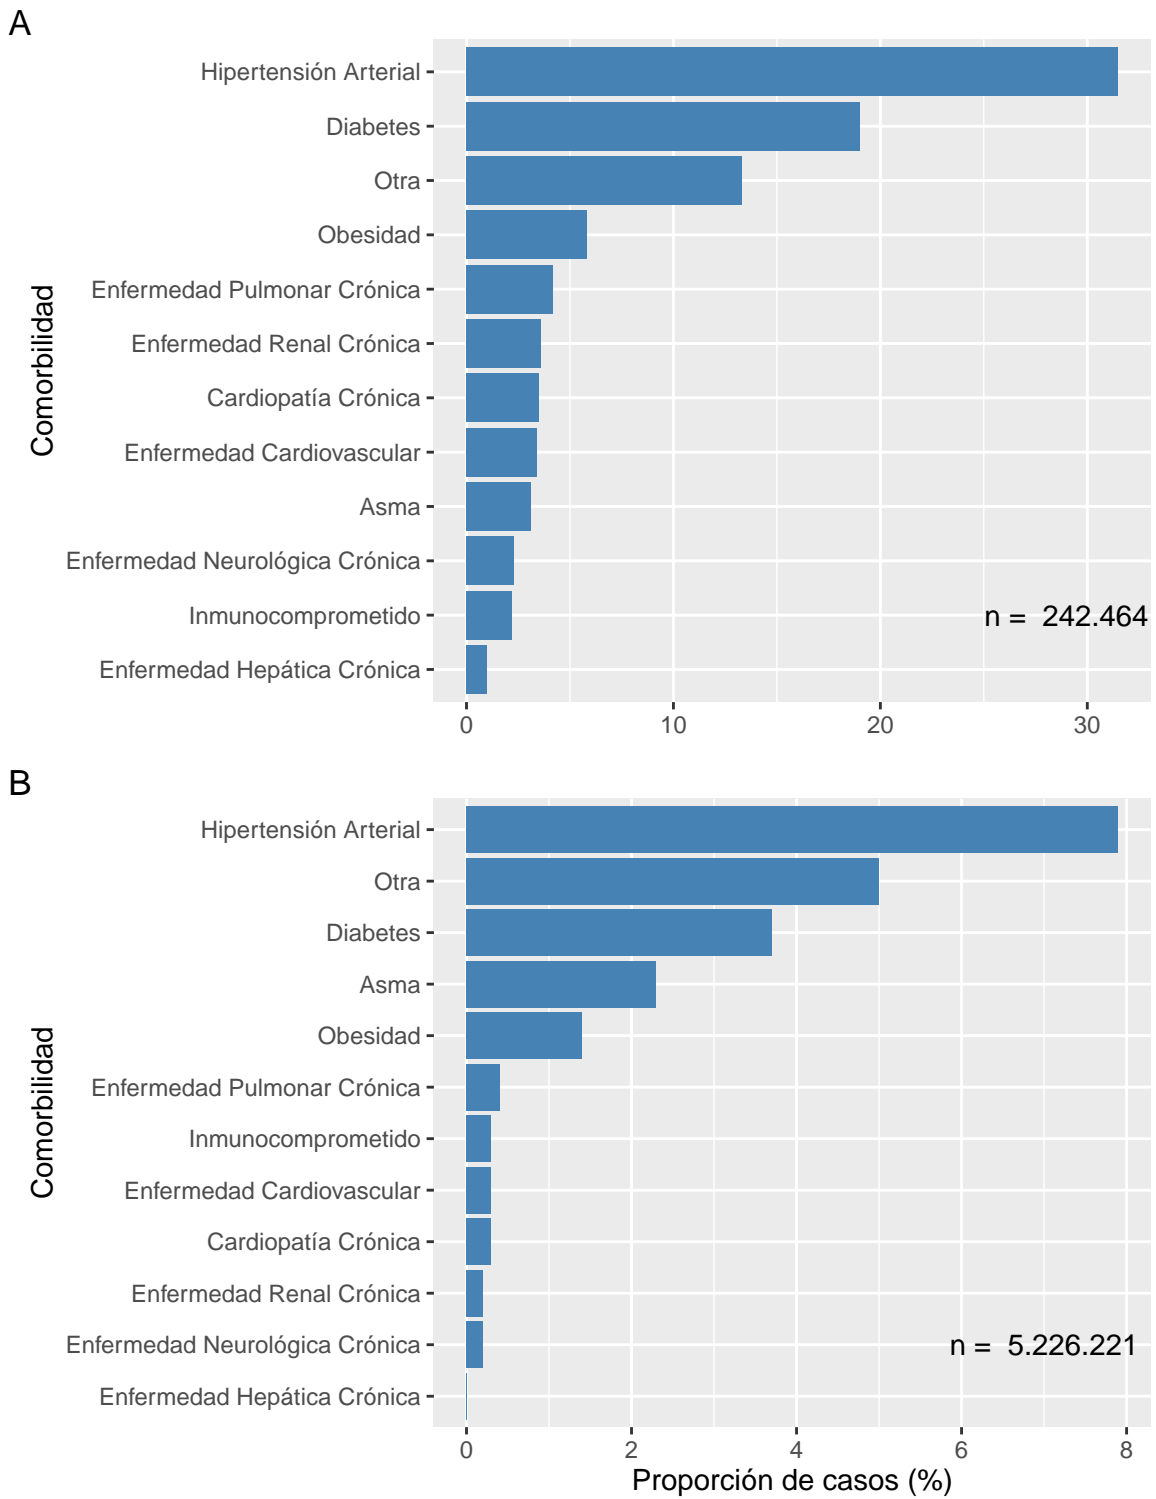 A
Hipertensión Arterial
Diabetes
Otra
Obesidad
Enfermedad Pulmonar Crónica
Enfermedad Renal Crónica
Cardiopatía Crónica
Enfermedad Cardiovascular
Asma
Enfermedad Neurológica Crónica
Inmunocomprometido
Enfermedad Hepática Crónica
Comorbilidad
n = 242.464
0 10 20 30
B
Hipertensión Arterial
Otra
Diabetes
Asma
Obesidad
Enfermedad Pulmonar Crónica
Inmunocomprometido
Enfermedad Cardiovascular
Cardiopatía Crónica
Enfermedad Renal Crónica
Enfermedad Neurológica Crónica
Enfermedad Hepática Crónica
Comorbilidad
n = 5.226.221
0 2 4 6 8
Proporción de casos (%)